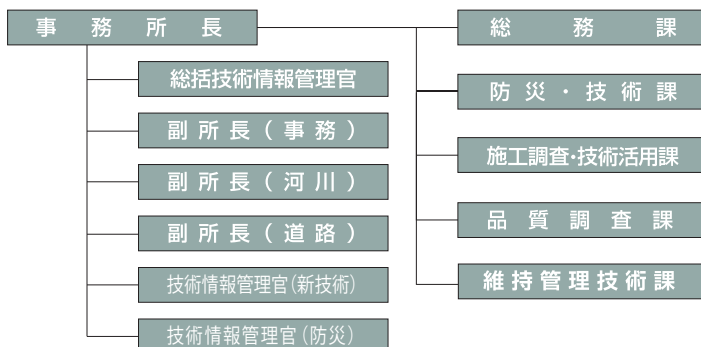 事務所長
総括技術情報管理官
副所長(事務)
副所長(河川)
副所長(道路)
技術情報管理官(新技術)
技術情報管理官(防災)
総務課
防災・技術課
施工調査・技術活用課
品質調査課
維持管理技術課